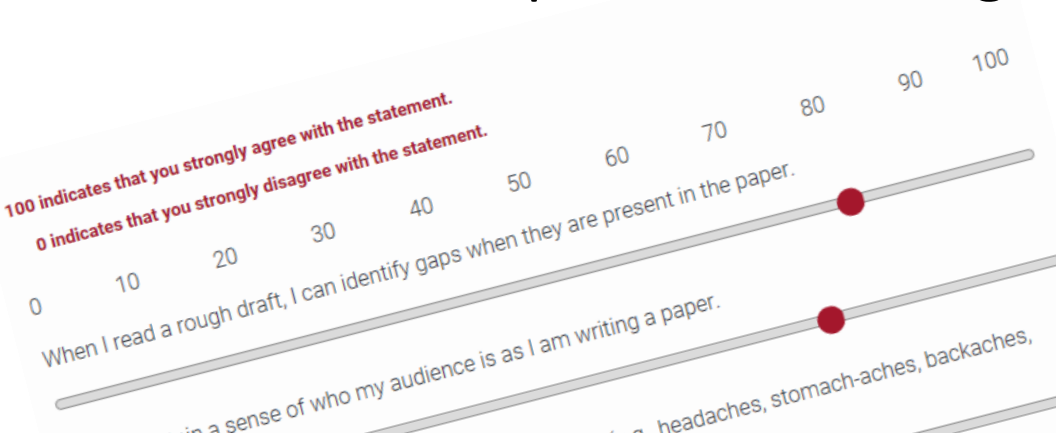 100 indicates that you strongly agree with the statement.
0 indicates that you strongly disagree with the statement.
0 10 20 30 40 50 60 70 80 90 100
When I read a rough draft, I can identify gaps when they are present in the paper.
a sense of who my audience is as I am writing a paper.
headaches, stomach-aches, backaches,